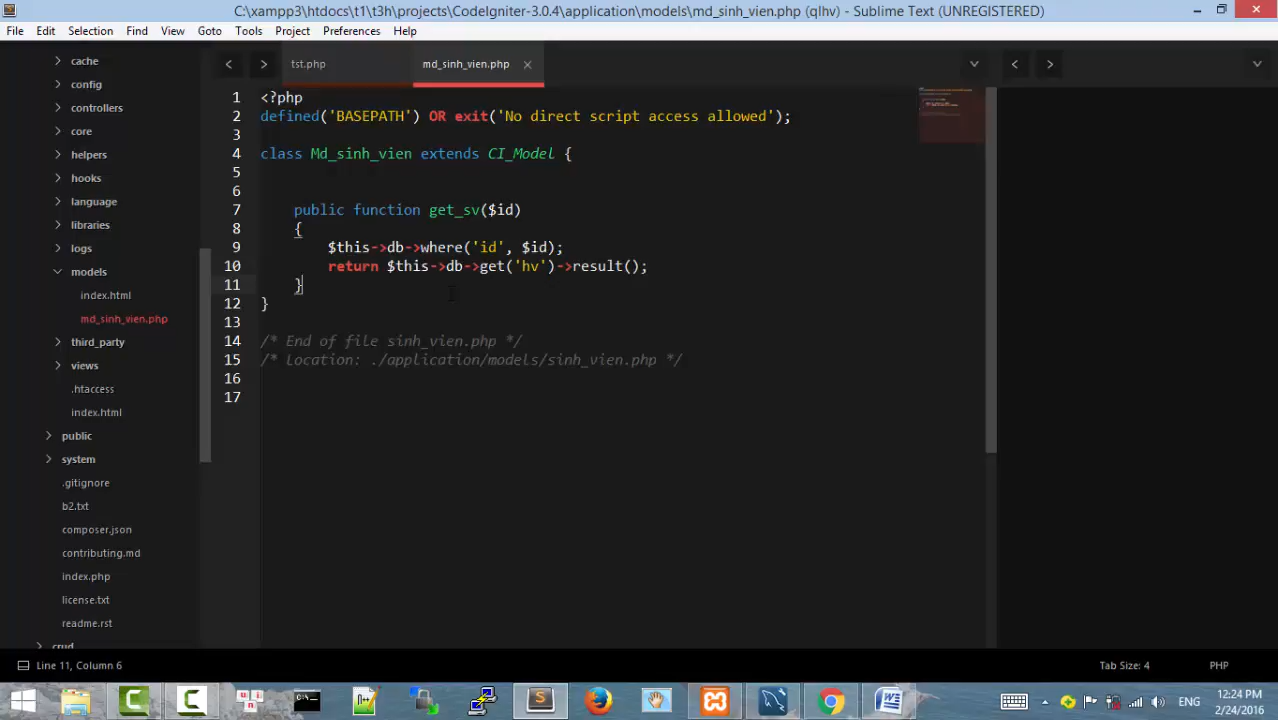 C:\xampp3\htdocs\t1\t3h\projects\CodeIgniter-3.0.4\application\models\md_sinh_vien.php (qlhv) - Sublime Text (UNREGISTERED)
File Edit Selection Find View Goto Tools Project Preferences Help
cache
config
controllers
core
helpers
hooks
language
libraries
logs
models
index.html
md_sinh_vien.php
third_party
views
.htaccess
index.html
public
system
.gitignore
b2.txt
composer.json
contributing.md
index.php
license.txt
readme.rst
crud
tst.php md_sinh_vien.php
1 <?php
2 defined('BASEPATH') OR exit('No direct script access allowed');
3
4 class Md_sinh_vien extends CI_Model {
5
6
7 public function get_sv($id)
8 {
9 $this->db->where('id', $id);
10 return $this->db->get('hv')->result();
11 }
12 }
13
14 /* End of file sinh_vien.php */
15 /* Location: ./application/models/sinh_vien.php */
16
17
Line 11, Column 6 Tab Size: 4 PHP
ENG 12:24 PM
2/24/2016